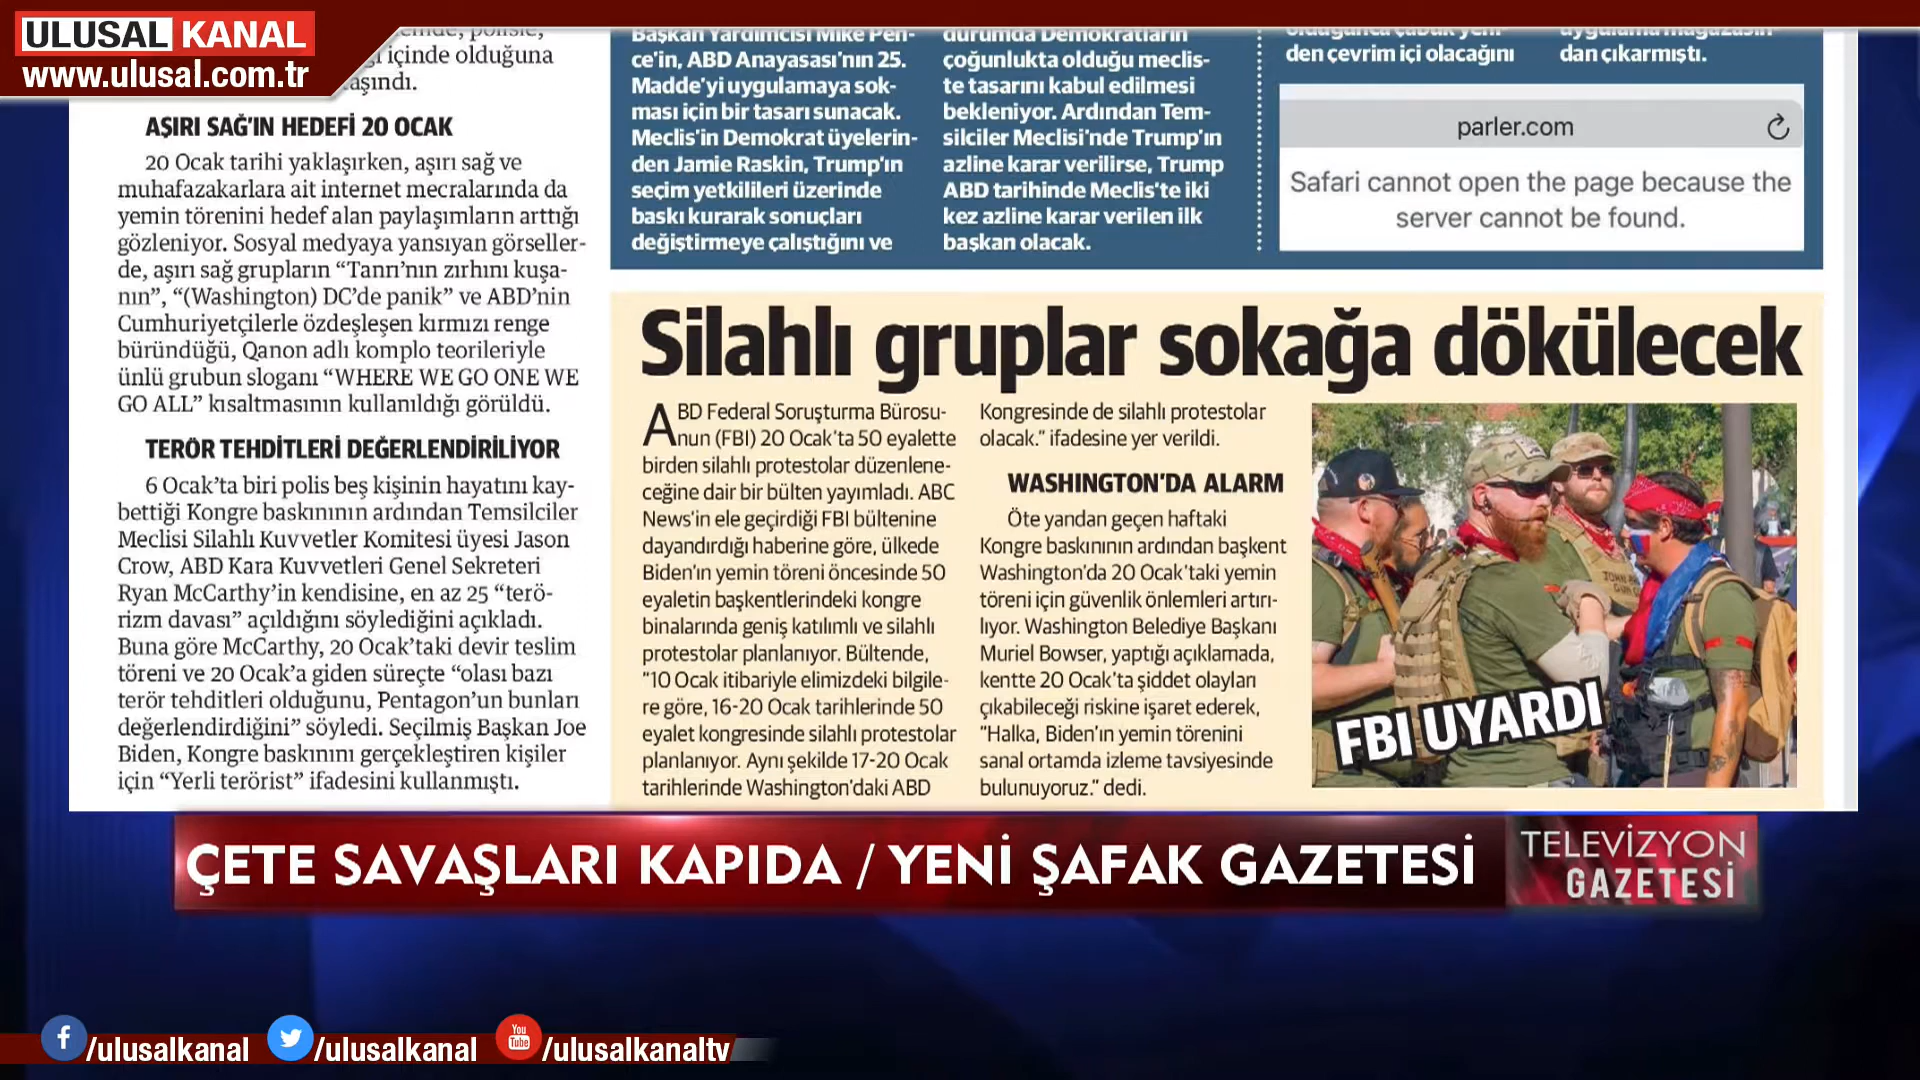 ULUSAL KANAL
www.ulusal.com.tr
içinde olduğuna
aşındı.
AŞIRI SAĞ'IN HEDEFİ 20 OCAK
20 Ocak tarihi yaklaşırken, aşırı sağ ve
muhafazakarlara ait internet mecralarında da
yemin törenini hedef alan paylaşımların arttığı
gözleniyor. Sosyal medyaya yansıyan görseller-
de, aşırı sağ grupların “Tanrı’nın zırhını kuşa-
nın”, “(Washington) DC’de panik” ve ABD’nin
Cumhuriyetçilerle özdeşleşen kırmızı renge
büründüğü, Qanon adlı komplo teorileriyle
ünlü grubun sloganı “WHERE WE GO ONE WE
GO ALL” kısaltmasının kullanıldığı görüldü.
TERÖR TEHDİTLERİ DEĞERLENDİRİLİYOR
6 Ocak’ta biri polis beş kişinin hayatını kay-
bettiği Kongre baskınının ardından Temsilciler
Meclisi Silahlı Kuvvetler Komitesi üyesi Jason
Crow, ABD Kara Kuvvetleri Genel Sekreteri
Ryan McCarthy’in kendisine, en az 25 “terö-
rizm davası” açıldığını söylediğini açıkladı.
Buna göre McCarthy, 20 Ocak’taki devir teslim
töreni ve 20 Ocak’a giden süreçte “olası bazı
terör tehditleri olduğunu, Pentagon’un bunları
değerlendirdiğini” söyledi. Seçilmiş Başkan Joe
Biden, Kongre baskınını gerçekleştiren kişiler
için “Yerli terörist” ifadesini kullanmıştı.
Başkan Yardımcısı Mike Pen-
ce’in, ABD Anayasası’nın 25.
Madde’yi uygulamaya sok-
ması için bir tasarı sunacak.
Meclis’in Demokrat üyelerin-
den Jamie Raskin, Trump’ın
seçim yetkilileri üzerinde
baskı kurarak sonuçları
değiştirmeye çalıştığını ve
durumda Demokratların
çoğunlukta olduğu meclis-
te tasarını kabul edilmesi
bekleniyor. Ardından Tem-
silciler Meclisi’nde Trump’ın
azline karar verilirse, Trump
ABD tarihinde Meclis’te iki
kez azline karar verilen ilk
başkan olacak.
den çevrim içi olacağını
dan çıkarmıştı.
parler.com
Safari cannot open the page because the
server cannot be found.
Silahlı gruplar sokağa dökülecek
ABD Federal Soruşturma Bürosu-
nun (FBI) 20 Ocak’ta 50 eyalette
birden silahlı protestolar düzenlene-
ceğine dair bir bülten yayımladı. ABC
News’in ele geçirdiği FBI bültenine
dayandırdığı haberine göre, ülkede
Biden’ın yemin töreni öncesinde 50
eyaletin başkentlerindeki kongre
binalarında geniş katılımlı ve silahlı
protestolar planlanıyor. Bültende,
“10 Ocak itibariyle elimizdeki bilgile-
re göre, 16-20 Ocak tarihlerinde 50
eyalet kongresinde silahlı protestolar
planlanıyor. Aynı şekilde 17-20 Ocak
tarihlerinde Washington’daki ABD
Kongresinde de silahlı protestolar
olacak.” ifadesine yer verildi.
WASHINGTON’DA ALARM
Öte yandan geçen haftaki
Kongre baskınının ardından başkent
Washington’da 20 Ocak’taki yemin
töreni için güvenlik önlemleri artırı-
lıyor. Washington Belediye Başkanı
Muriel Bowser, yaptığı açıklamada,
kentte 20 Ocak’ta şiddet olayları
çıkabileceği riskine işaret ederek,
“Halka, Biden’ın yemin törenini
sanal ortamda izleme tavsiyesinde
bulunuyoruz.” dedi.
FBI UYARDI
ÇETE SAVAŞLARI KAPIDA / YENİ ŞAFAK GAZETESİ
TELEVİZYON
GAZETESİ
/ulusalkanal
/ulusalkanal
You
Tube
/ulusalkanaltv